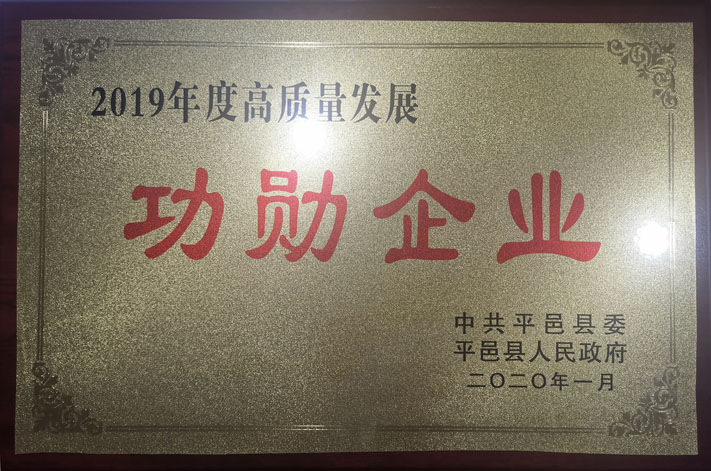 2019年度高质量发展
功勋企业
中共平邑县委
平邑县人民政府
二〇二〇年一月